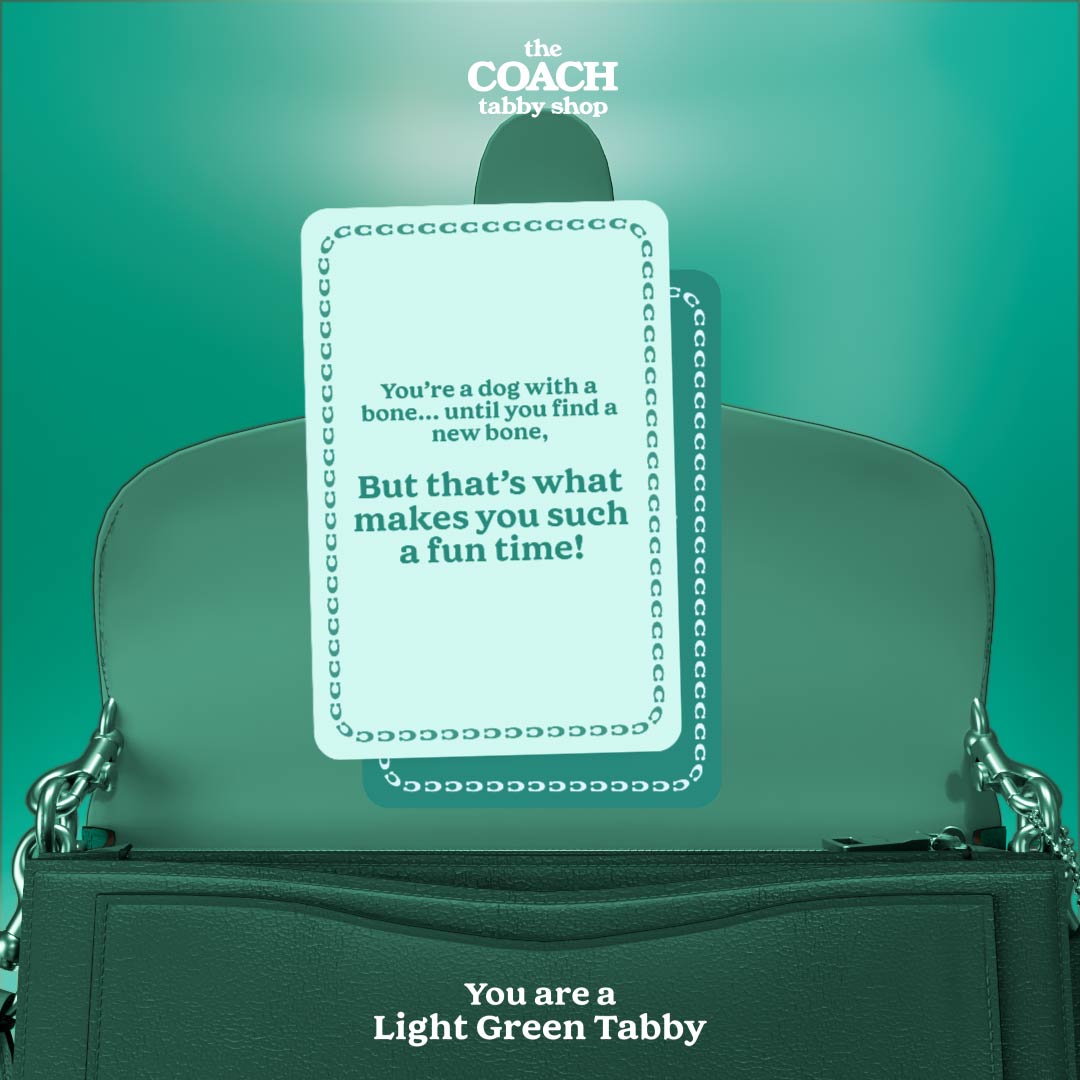 the
COACH
tabby shop
You're a dog with a
bone... until you find a
new bone,
But that's what
makes you such
a fun time!
You are a
Light Green Tabby